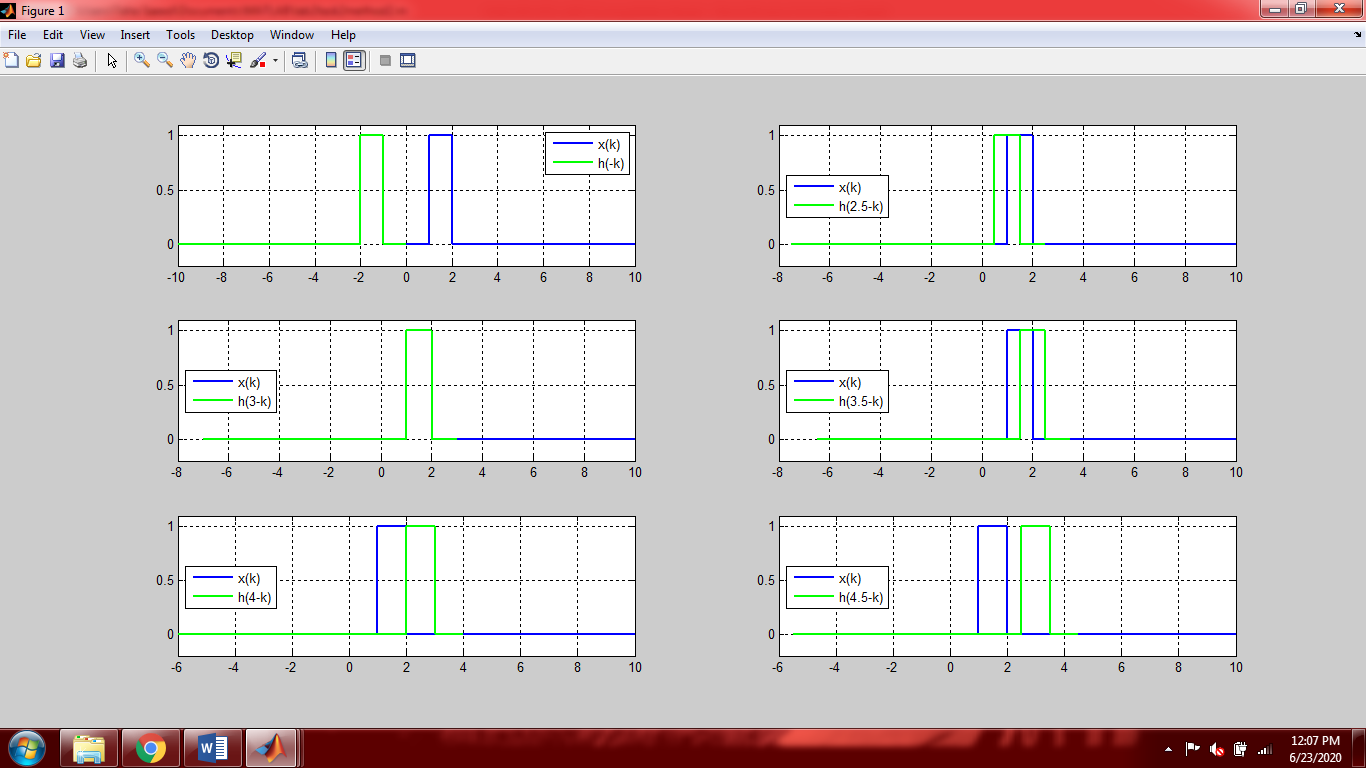 Figure 1
File Edit View Insert Tools Desktop Window Help
1
0.5
0
-10 -8 -6 -4 -2 0 2 4 6 8 10
x(k)
h(-k)
1
0.5
0
-8 -6 -4 -2 0 2 4 6 8 10
x(k)
h(2.5-k)
1
0.5
0
-8 -6 -4 -2 0 2 4 6 8 10
x(k)
h(3-k)
1
0.5
0
-8 -6 -4 -2 0 2 4 6 8 10
x(k)
h(3.5-k)
1
0.5
0
-6 -4 -2 0 2 4 6 8 10
x(k)
h(4-k)
1
0.5
0
-6 -4 -2 0 2 4 6 8 10
x(k)
h(4.5-k)
12:07 PM
6/23/2020